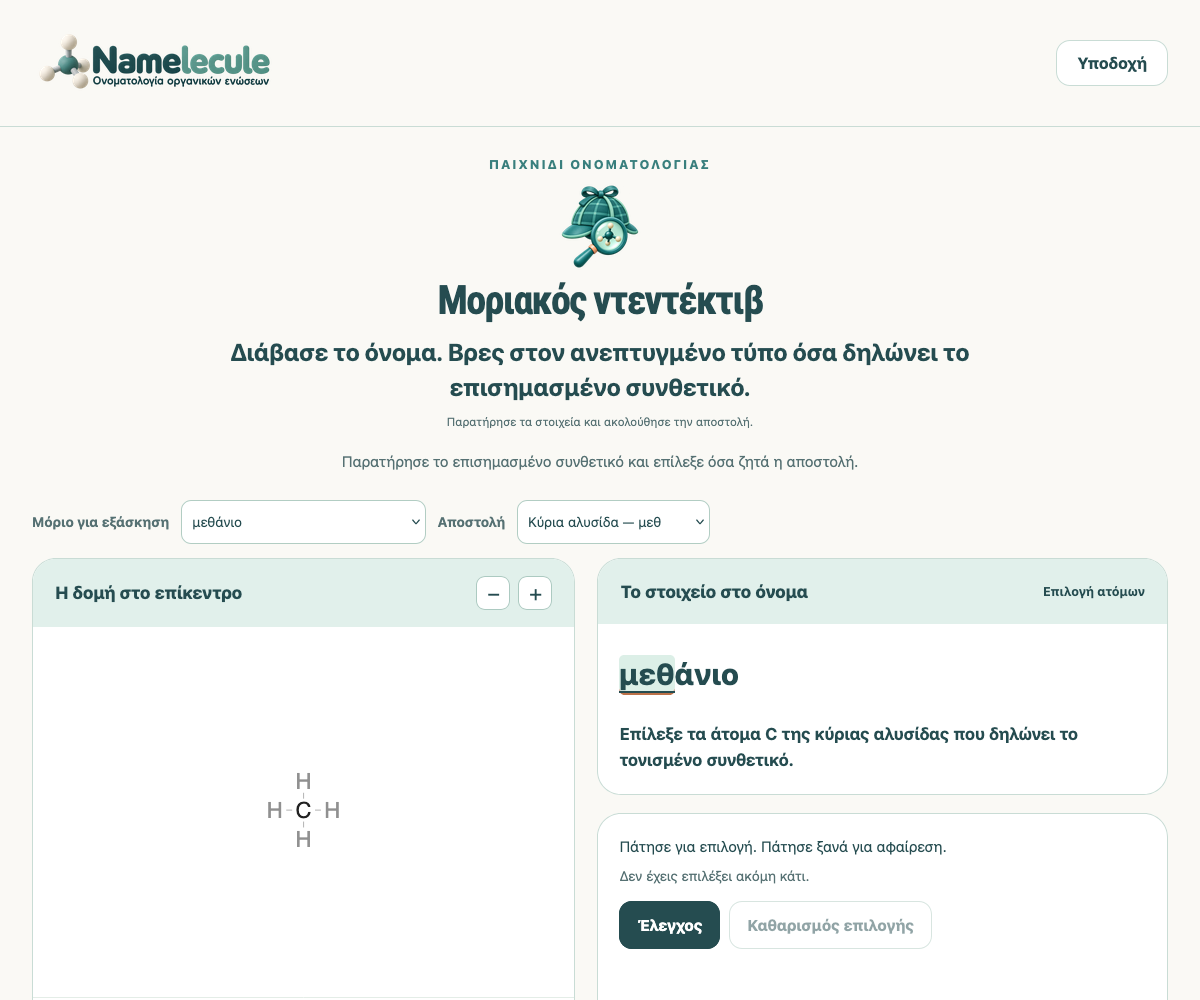 Namelecule
Ονοματολογία οργανικών ενώσεων
Υποδοχή
ΠΑΙΧΝΙΔΙ ΟΝΟΜΑΤΟΛΟΓΙΑΣ
Μοριακός ντεντέκτιβ
Διάβασε το όνομα. Βρες στον ανεπτυγμένο τύπο όσα δηλώνει το
επισημασμένο συνθετικό.
Παρατήρησε τα στοιχεία και ακολούθησε την αποστολή.
Παρατήρησε το επισημασμένο συνθετικό και επίλεξε όσα ζητά η αποστολή.
Μόριο για εξάσκηση
μεθάνιο
Αποστολή
Κύρια αλυσίδα — μεθ
Η δομή στο επίκεντρο
− +
H
H C H
H
Το στοιχείο στο όνομα
Επιλογή ατόμων
μεθάνιο
Επίλεξε τα άτομα C της κύριας αλυσίδας που δηλώνει το
τονισμένο συνθετικό.
Πάτησε για επιλογή. Πάτησε ξανά για αφαίρεση.
Δεν έχεις επιλέξει ακόμη κάτι.
Έλεγχος
Καθαρισμός επιλογής